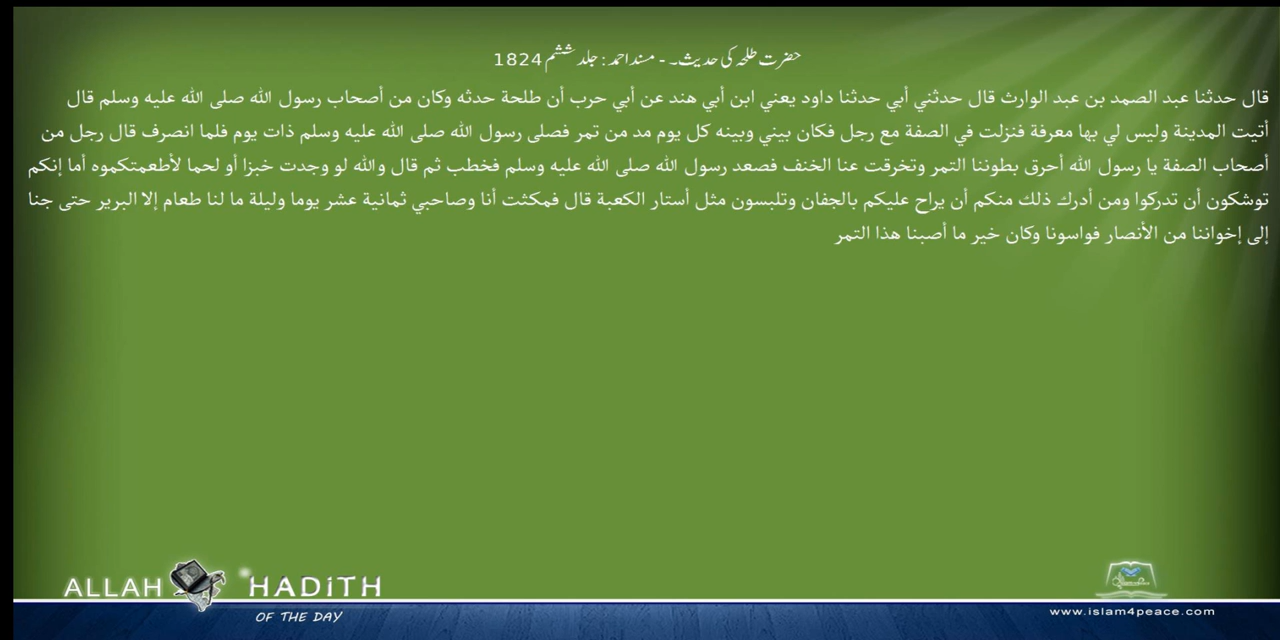 حضرت طلحہ کی حدیث۔ - مسند احمد : جلد ششم 1824
قال حدثنا عبد الصمد بن عبد الوارث قال حدثني أبي حدثنا داود يعني ابن أبي هند عن أبي حرب أن طلحة حدثه وكان من أصحاب رسول الله صلى الله عليه وسلم قال
أتيت المدينة وليس لي بها معرفة فنزلت في الصفة مع رجل فكان بيني وبينه كل يوم مد من تمر فصلى رسول الله صلى الله عليه وسلم ذات يوم فلما انصرف قال رجل من
أصحاب الصفة يا رسول الله أحرق بطوننا التمر وتخرقت عنا الخنف فصعد رسول الله صلى الله عليه وسلم فخطب ثم قال والله لو وجدت خبزا أو لحما لأطعمتكموه أما إنكم
توشكون أن تدركوا ومن أدرك ذلك منكم أن يراح عليكم بالجفان وتلبسون مثل أستار الكعبة قال فمكثت أنا وصاحبي ثمانية عشر يوما وليلة ما لنا طعام إلا البرير حتى جنا
إلى إخواننا من الأنصار فواسونا وكان خير ما أصبنا هذا التمر
ALLAH HADITH
OF THE DAY
www.islam4peace.com